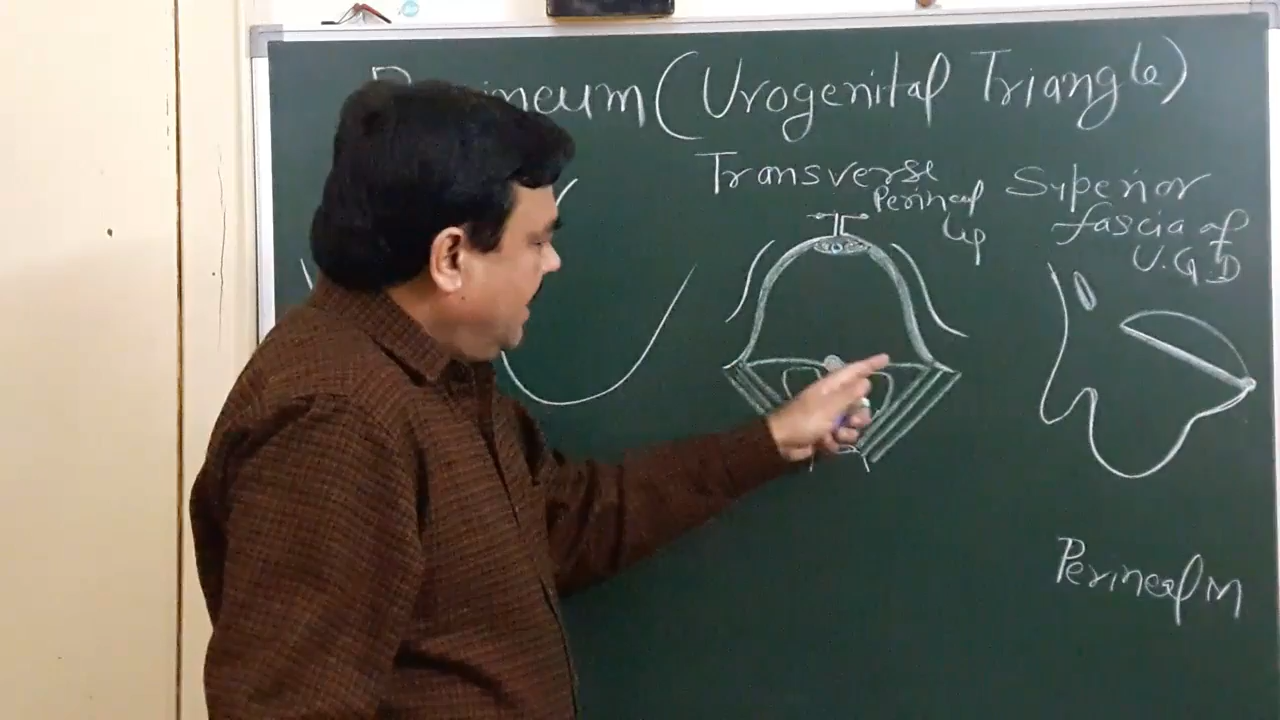 Perineum (Urogenital Triangle)
Transverse
Perineal
Lig
Superior
fascia of
U.G.D
Perineal M